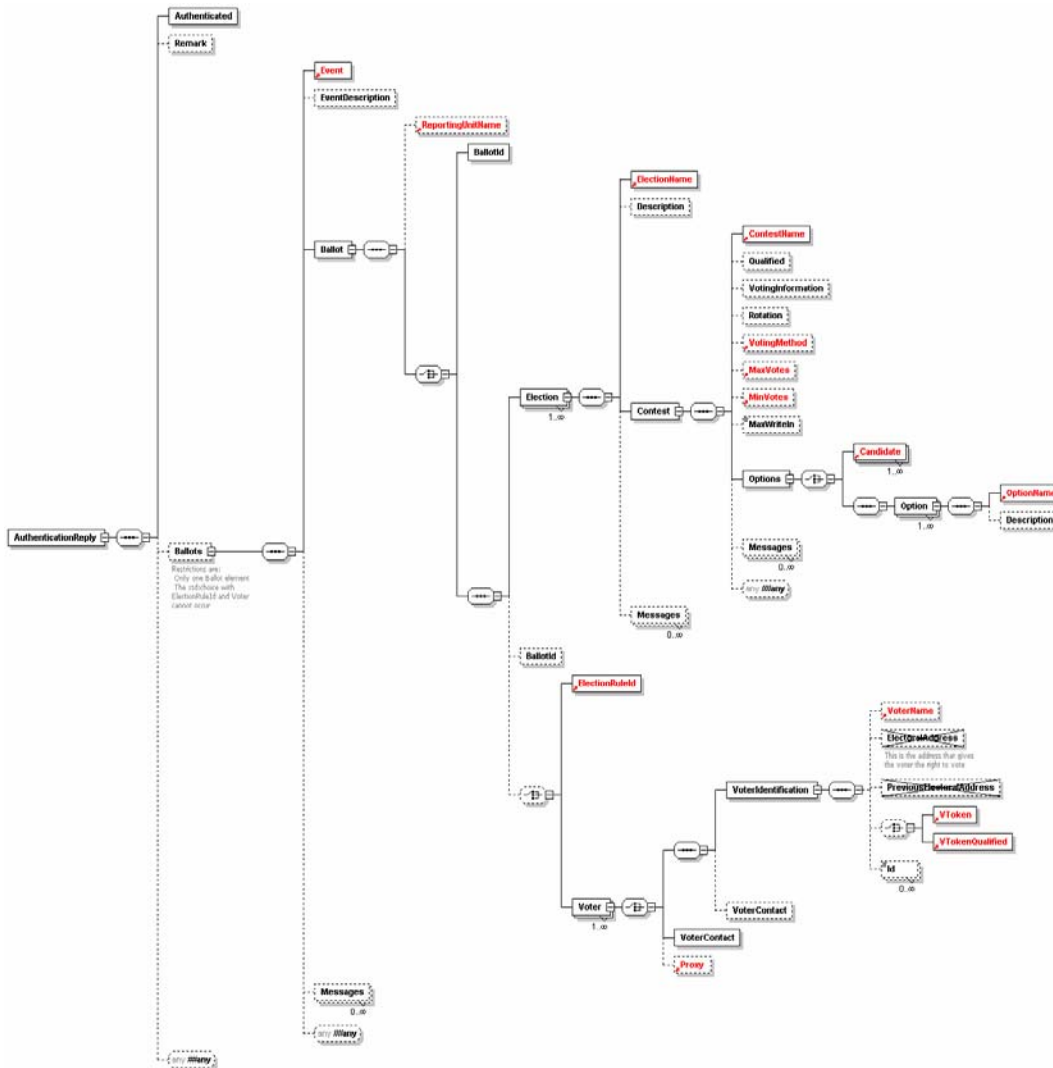 Authenticated
Remark
Event
EventDescription
ReportingUnitName
BallotId
ElectionName
Description
ContestName
Ballot
Qualified
VotingInformation
Rotation
VotingMethod
MaxVotes
Election
MinVotes
1..∞
Contest
MaxWriteIn
Candidate
1..∞
Options
OptionName
Option
Description
1..∞
AuthenticationReply
Ballots
Messages
0..∞
Restrictions are:
Only one Ballot element
The subchoice with
ElectionRuleId and Voter
cannot occur
any ##any
Messages
0..∞
BallotId
ElectionRuleId
VoterName
ElectoralAddress
This is the address that gives
the voter the right to vote
VoterIdentification
PreviousElectoralAddress
VToken
VTokenQualified
Id
0..∞
Voter
1..∞
VoterContact
VoterContact
Proxy
Messages
0..∞
any ##any
any ##any